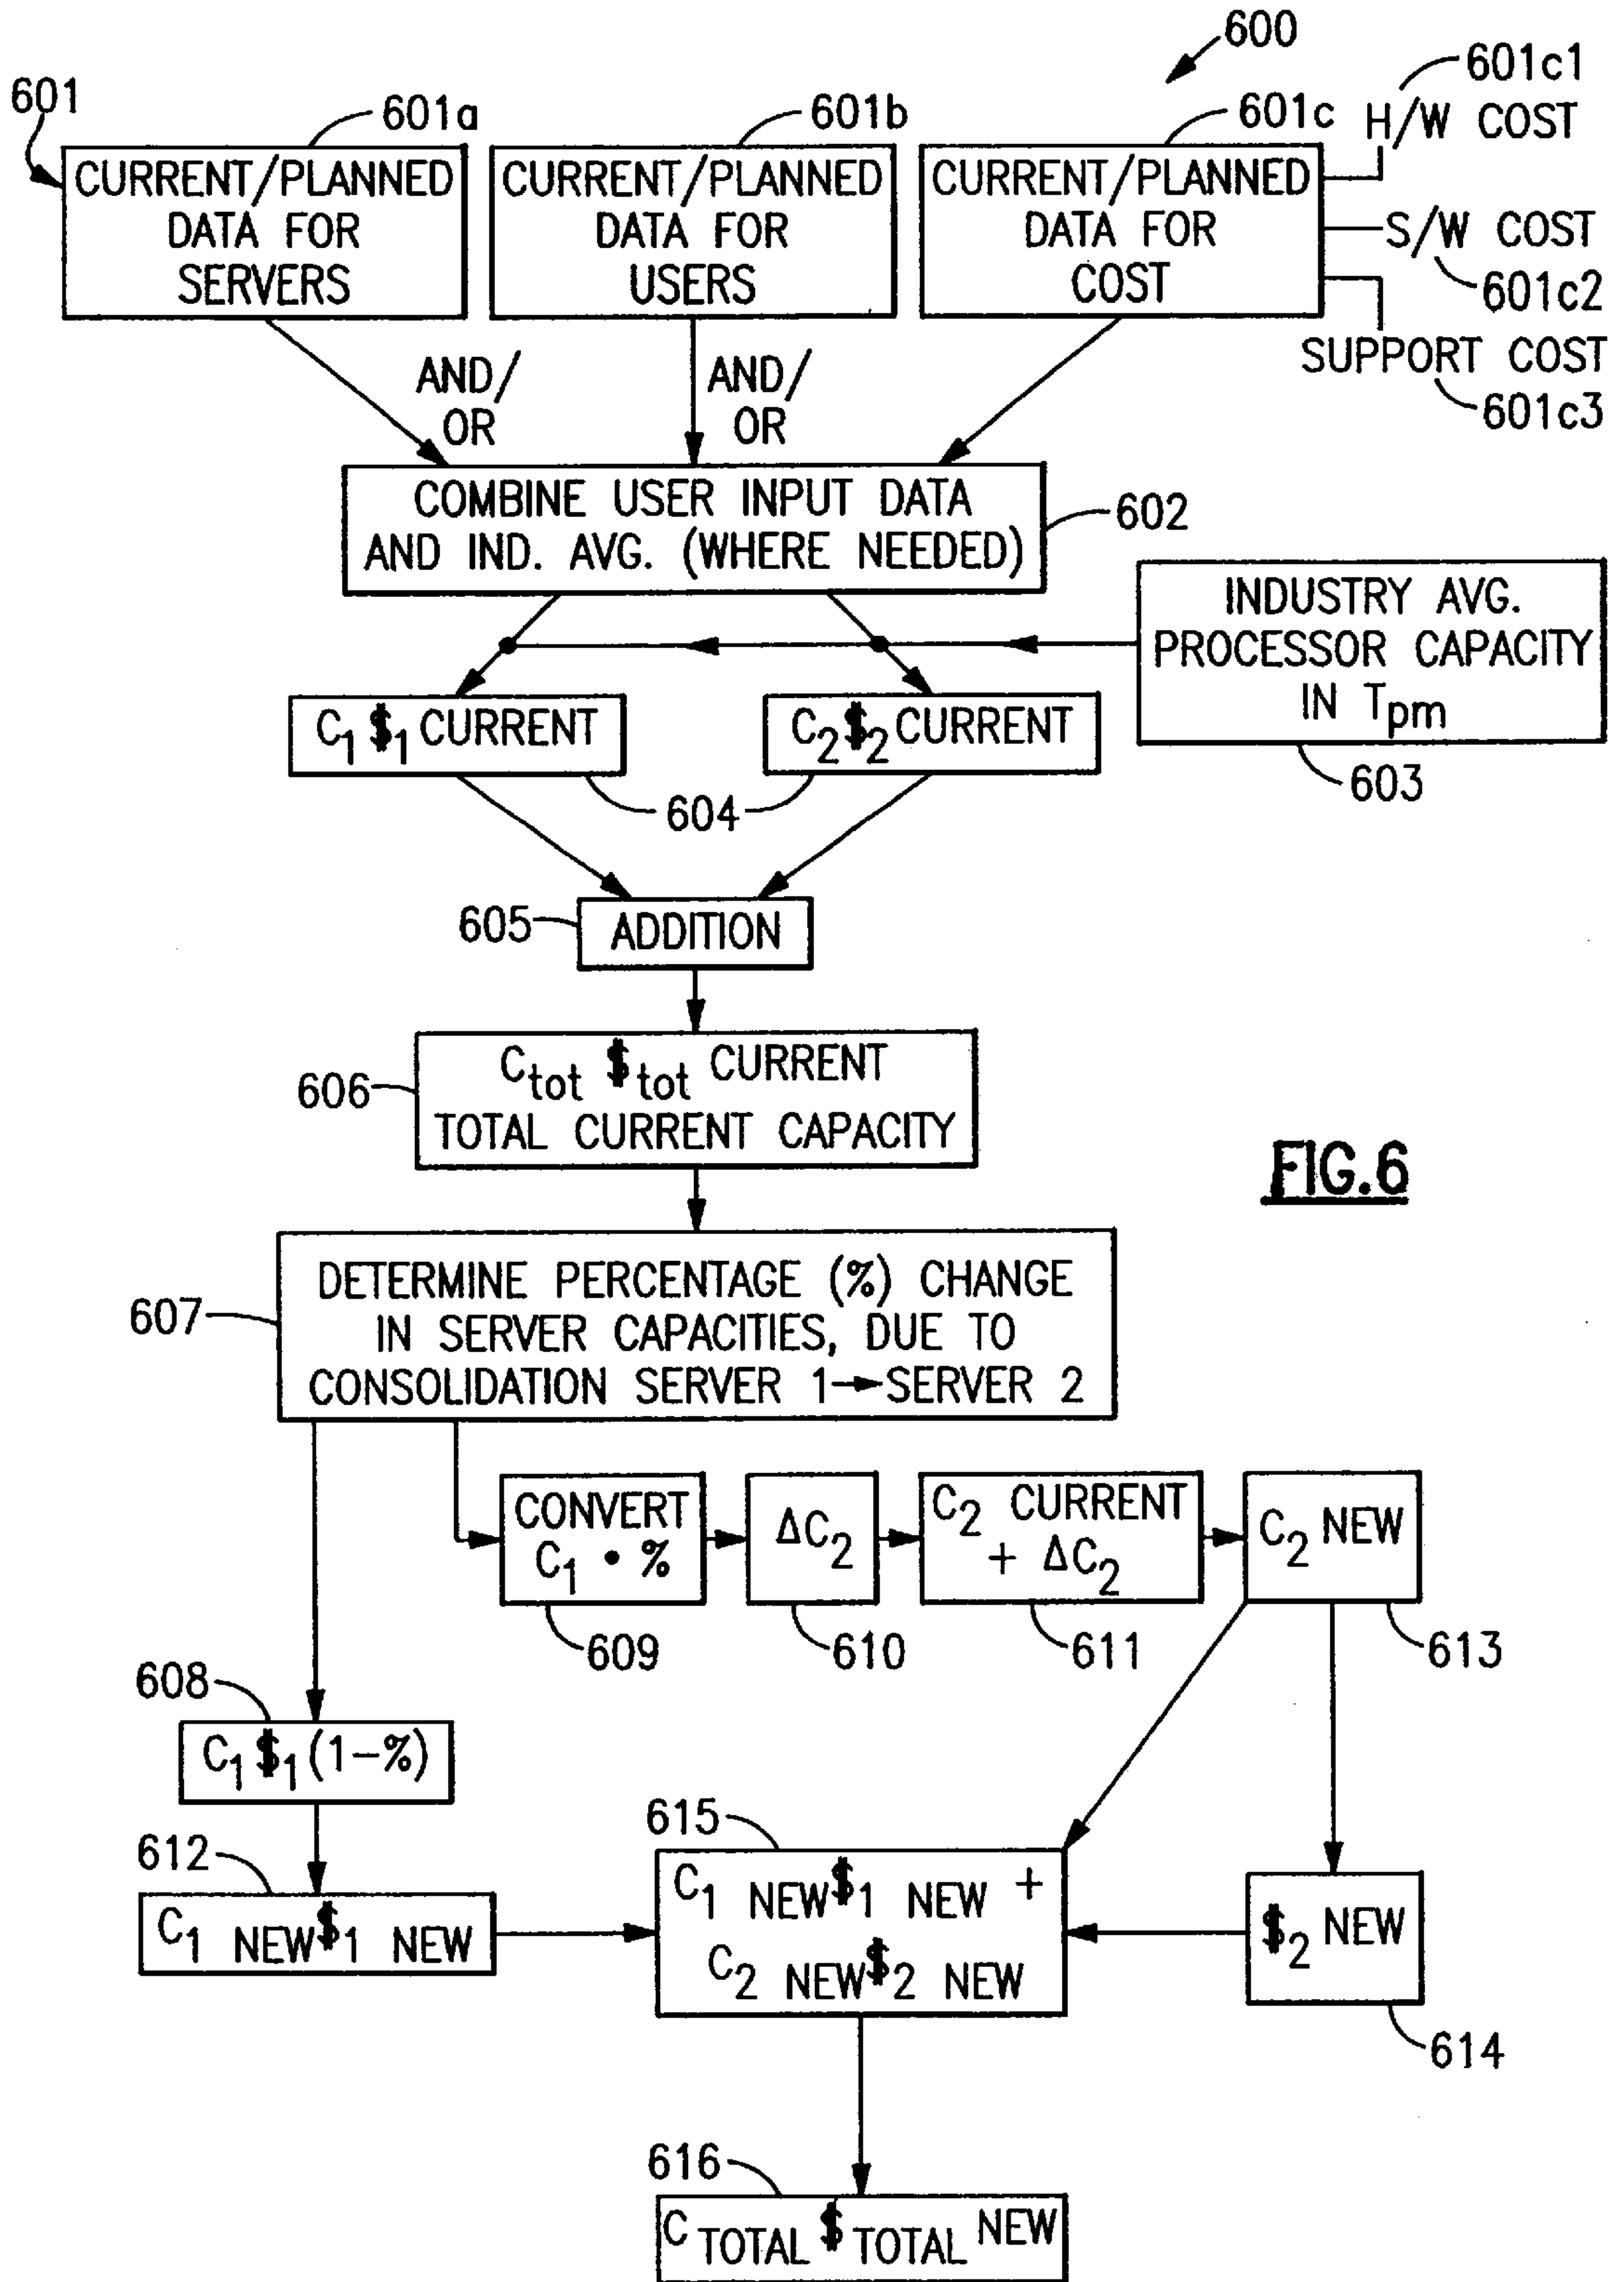 600
601c1
601
601a
601b
601c
H/W COST
CURRENT/PLANNED
DATA FOR
SERVERS
CURRENT/PLANNED
DATA FOR
USERS
CURRENT/PLANNED
DATA FOR
COST
S/W COST
601c2
SUPPORT COST
601c3
AND/
OR
AND/
OR
COMBINE USER INPUT DATA
AND IND. AVG. (WHERE NEEDED)
602
INDUSTRY AVG.
PROCESSOR CAPACITY
IN Tpm
603
C1 $1 CURRENT
C2 $2 CURRENT
604
605
ADDITION
606
Ctot $tot CURRENT
TOTAL CURRENT CAPACITY
FIG.6
607
DETERMINE PERCENTAGE (%) CHANGE
IN SERVER CAPACITIES, DUE TO
CONSOLIDATION SERVER 1→SERVER 2
CONVERT
C1 • %
ΔC2
C2 CURRENT
+ ΔC2
C2 NEW
609
610
611
613
608
C1 $1 (1-%)
612
C1 NEW $1 NEW
615
C1 NEW $1 NEW +
C2 NEW $2 NEW
$2 NEW
614
616
C TOTAL $ TOTAL NEW